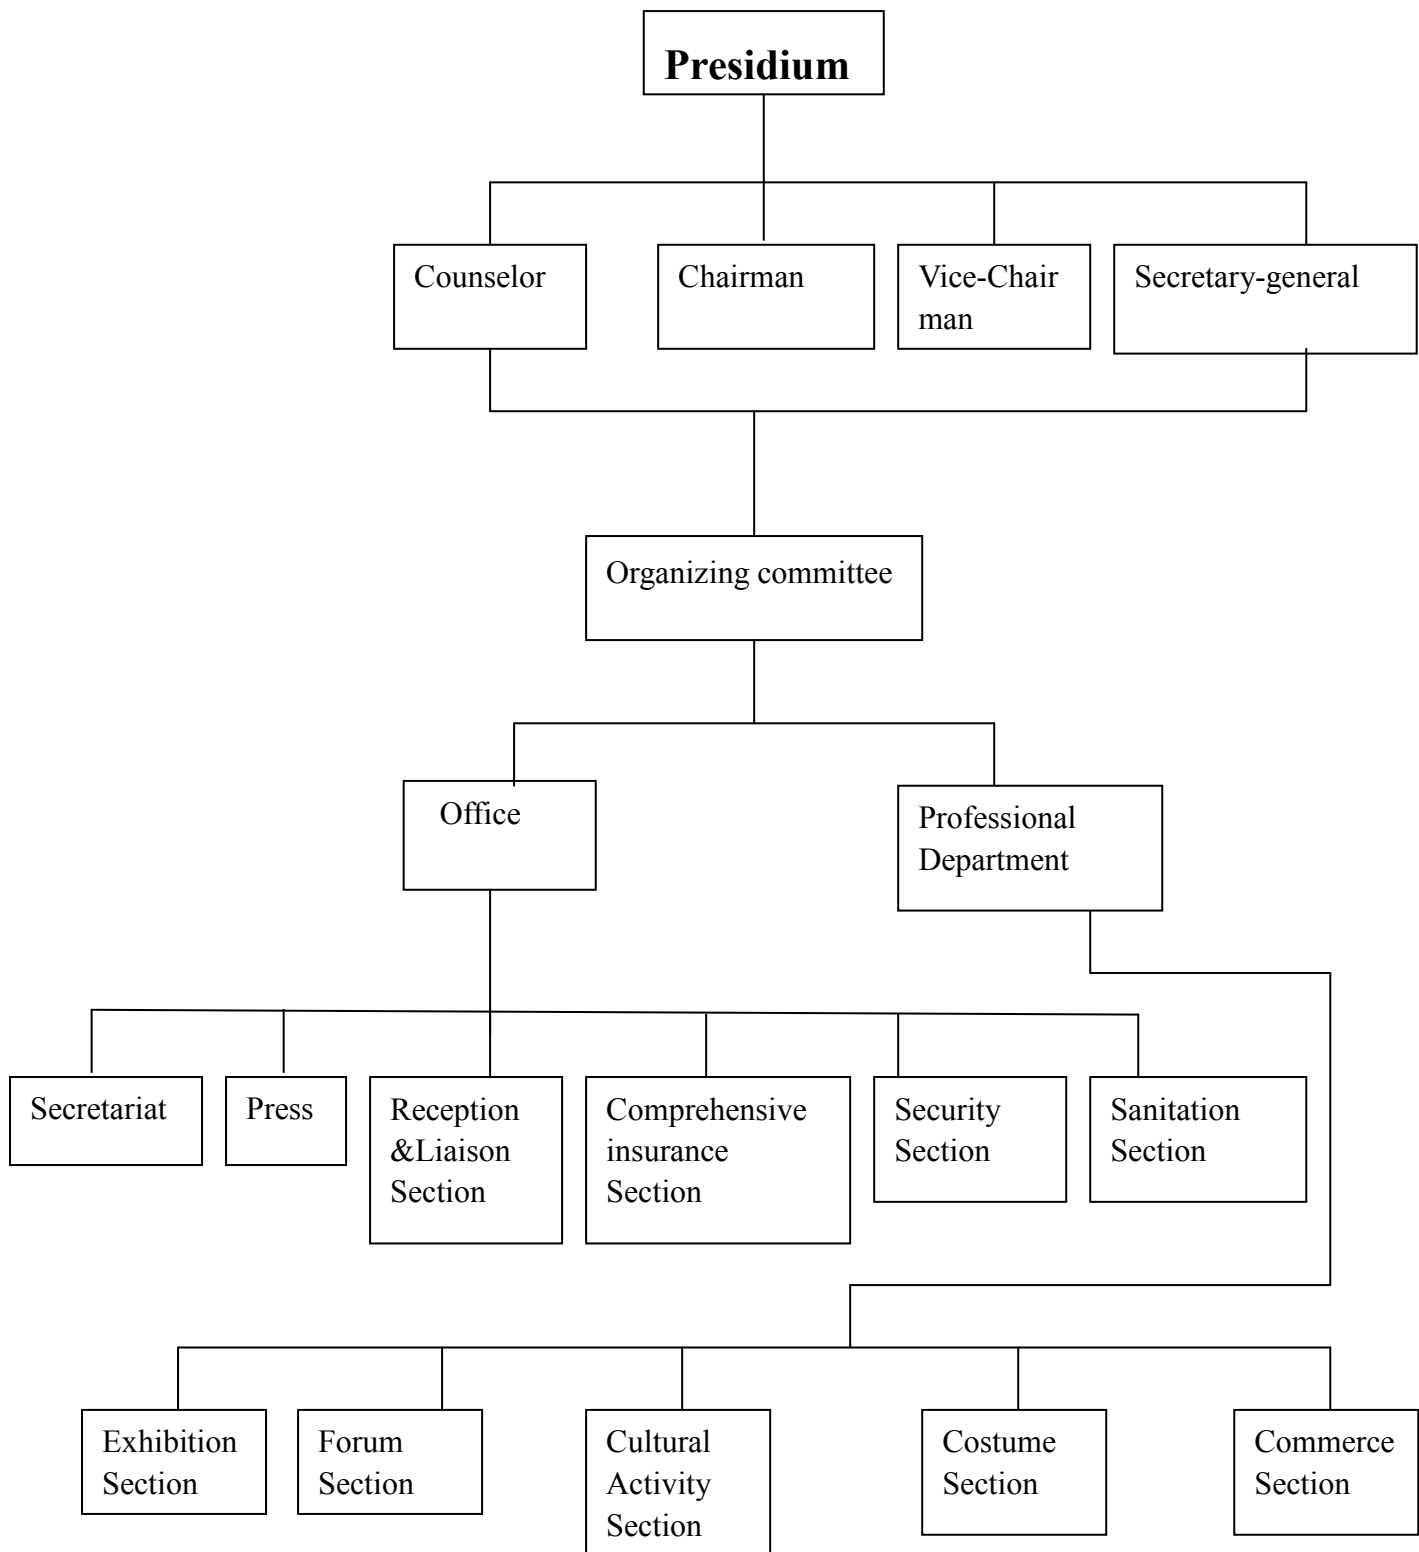 Presidium
Counselor
Chairman
Vice-Chair
man
Secretary-general
Organizing committee
Office
Professional
Department
Secretariat
Press
Reception
&Liaison
Section
Comprehensive
insurance
Section
Security
Section
Sanitation
Section
Exhibition
Section
Forum
Section
Cultural
Activity
Section
Costume
Section
Commerce
Section